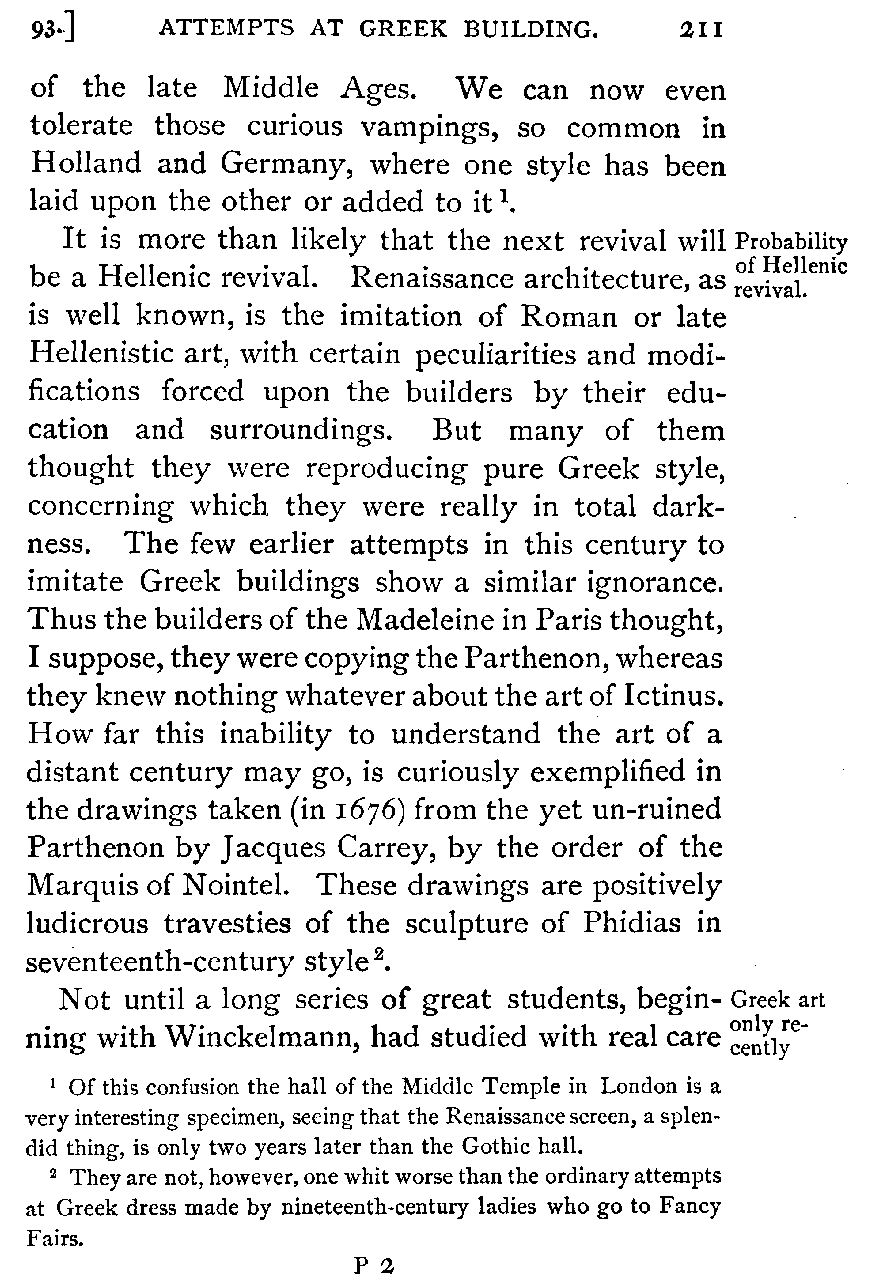 93.] ATTEMPTS AT GREEK BUILDING. 211
of the late Middle Ages. We can now even
tolerate those curious vampings, so common in
Holland and Germany, where one style has been
laid upon the other or added to it ¹.
It is more than likely that the next revival will
Probability
be a Hellenic revival. Renaissance architecture, as
of Hellenic
revival.
is well known, is the imitation of Roman or late
Hellenistic art, with certain peculiarities and modi-
fications forced upon the builders by their edu-
cation and surroundings. But many of them
thought they were reproducing pure Greek style,
concerning which they were really in total dark-
ness. The few earlier attempts in this century to
imitate Greek buildings show a similar ignorance.
Thus the builders of the Madeleine in Paris thought,
I suppose, they were copying the Parthenon, whereas
they knew nothing whatever about the art of Ictinus.
How far this inability to understand the art of a
distant century may go, is curiously exemplified in
the drawings taken (in 1676) from the yet un-ruined
Parthenon by Jacques Carrey, by the order of the
Marquis of Nointel. These drawings are positively
ludicrous travesties of the sculpture of Phidias in
seventeenth-century style ².
Not until a long series of great students, begin-
Greek art
ning with Winckelmann, had studied with real care
only re-
cently
¹ Of this confusion the hall of the Middle Temple in London is a
very interesting specimen, seeing that the Renaissance screen, a splen-
did thing, is only two years later than the Gothic hall.
² They are not, however, one whit worse than the ordinary attempts
at Greek dress made by nineteenth-century ladies who go to Fancy
Fairs.
P 2